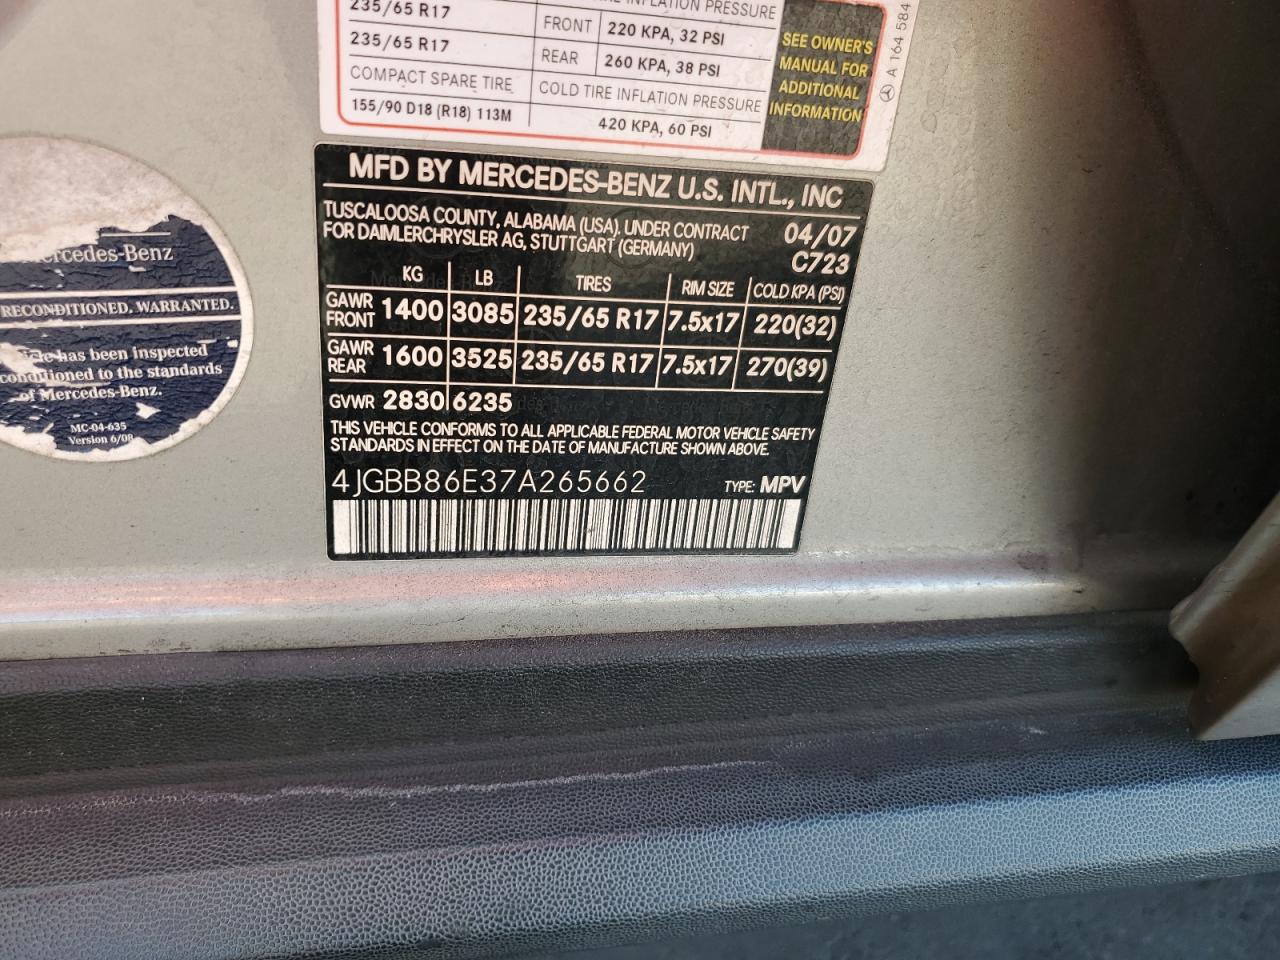 INFLATION PRESSURE
235/65 R17
FRONT
220 KPA, 32 PSI
235/65 R17
REAR
260 KPA, 38 PSI
COMPACT SPARE TIRE
COLD TIRE INFLATION PRESSURE
155/90 D18 (R18) 113M
420 KPA, 60 PSI
SEE OWNER'S
MANUAL FOR
ADDITIONAL
INFORMATION
A 164 584
MFD BY MERCEDES-BENZ U.S. INTL., INC
TUSCALOOSA COUNTY, ALABAMA (USA). UNDER CONTRACT
FOR DAIMLERCHRYSLER AG, STUTTGART (GERMANY)
04/07
C723
KG LB TIRES RIM SIZE COLD KPA (PSI)
GAWR FRONT 1400 3085 235/65 R17 7.5x17 220(32)
GAWR REAR 1600 3525 235/65 R17 7.5x17 270(39)
GVWR 2830 6235
THIS VEHICLE CONFORMS TO ALL APPLICABLE FEDERAL MOTOR VEHICLE SAFETY
STANDARDS IN EFFECT ON THE DATE OF MANUFACTURE SHOWN ABOVE.
4JGBB86E37A265662 TYPE: MPV
rcedes-Benz
RECONDITIONED. WARRANTED.
has been inspected
conditioned to the standards
of Mercedes-Benz.
MC-04-635
Version 6/08